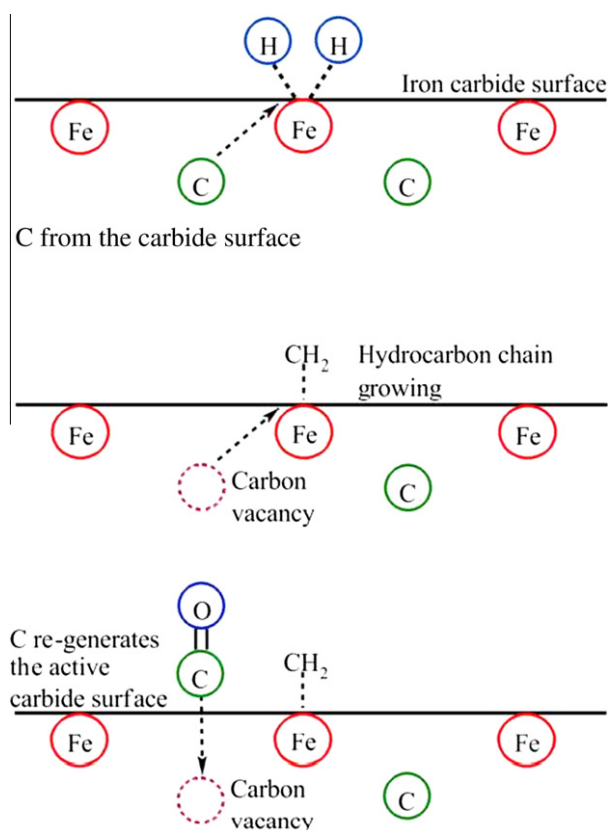 H H
Iron carbide surface
Fe Fe Fe
C C
C from the carbide surface
CH2 Hydrocarbon chain
growing
Fe Fe Fe
Carbon
vacancy
C
O
C re-generates
the active
carbide surface
C
CH2
Fe Fe Fe
Carbon
vacancy
C